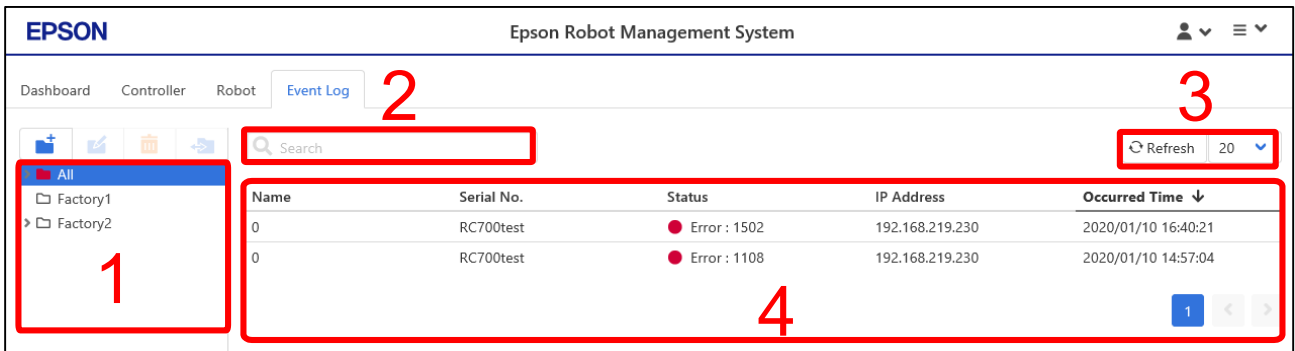 EPSON Epson Robot Management System
Dashboard Controller Robot Event Log 2 3
Search Refresh 20
All
Name Serial No. Status IP Address Occurred Time
Factory1
0 RC700test Error : 1502 192.168.219.230 2020/01/10 16:40:21
Factory2
0 RC700test Error : 1108 192.168.219.230 2020/01/10 14:57:04
1
4
1